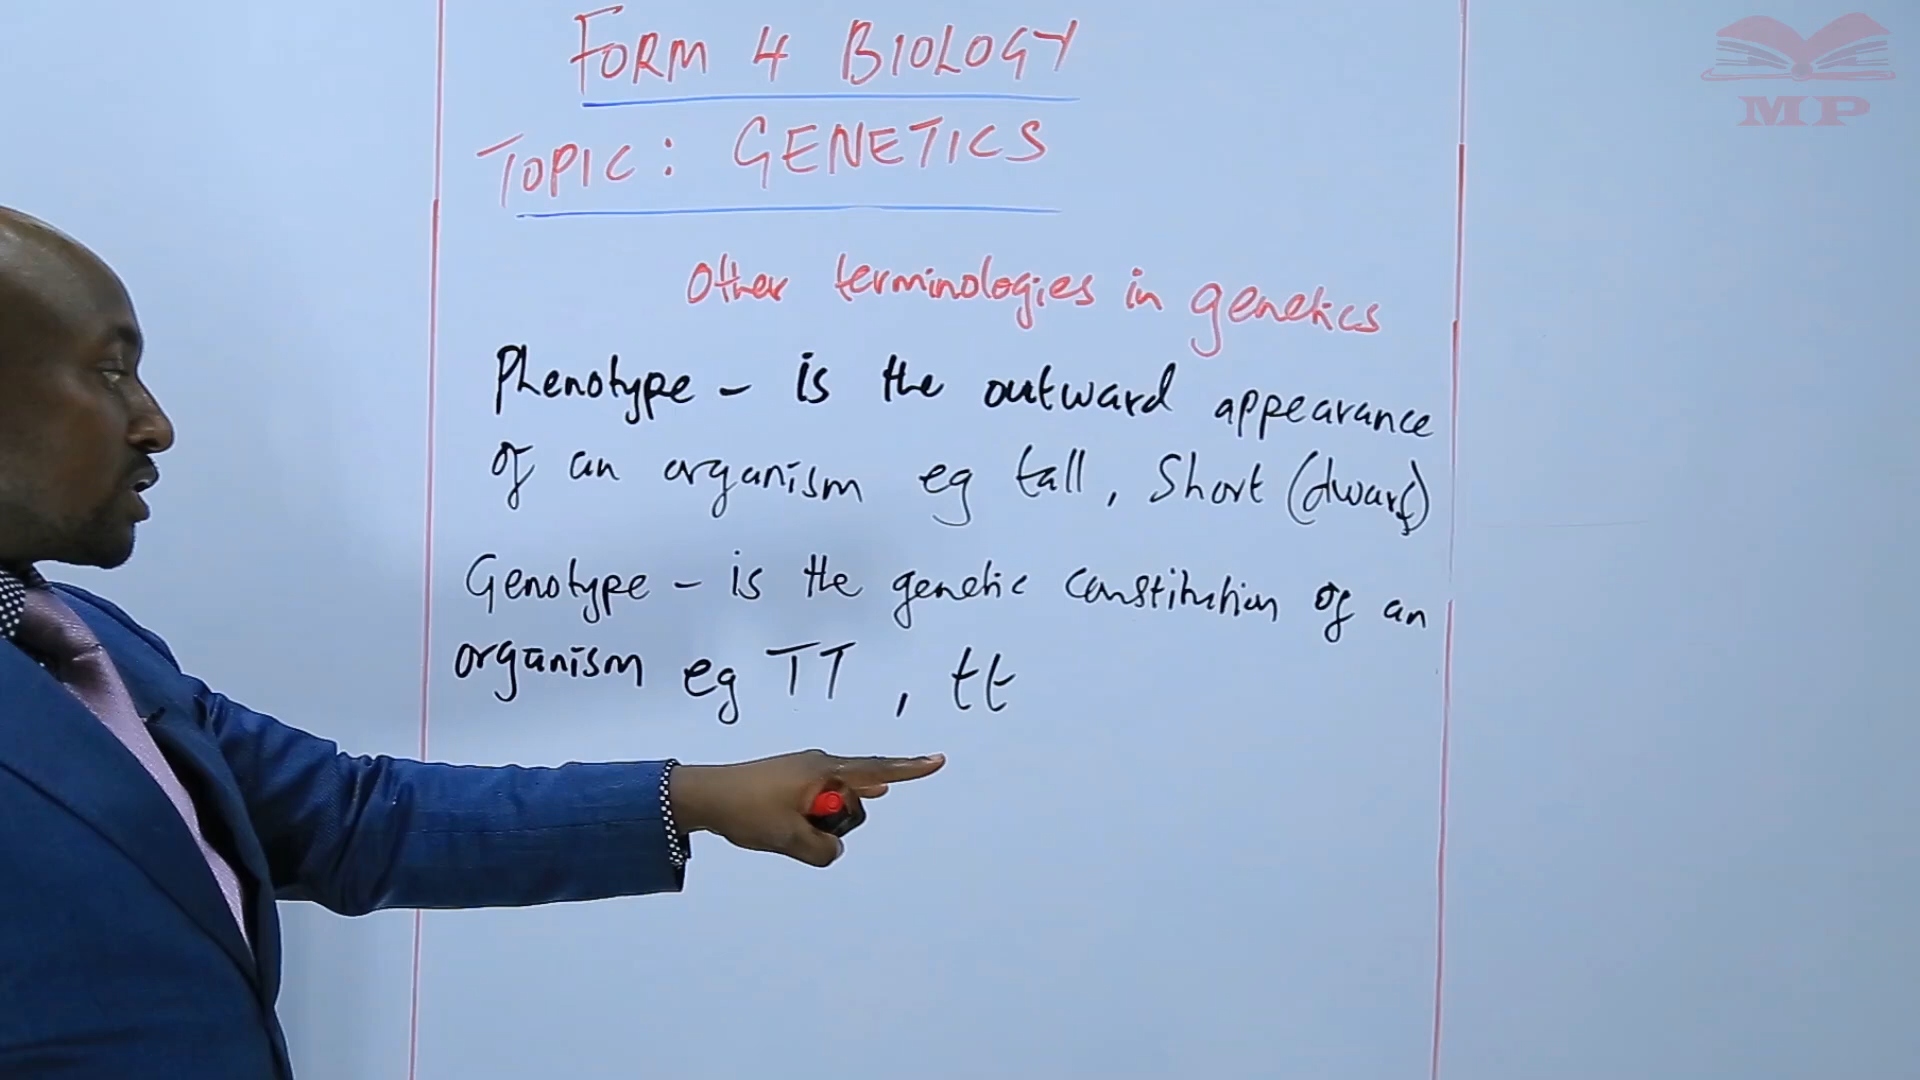 FORM 4 BIOLOGY
TOPIC: GENETICS
Other terminologies in genetics
Phenotype - is the outward appearance
of an organism eg tall, Short (dwarf)
Genotype - is the genetic constitution of an
organism eg TT, tt
MP